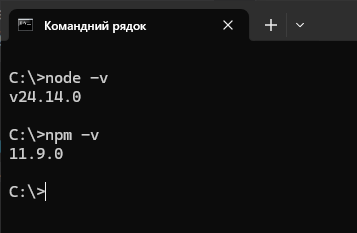 Командний рядок
C:\>node -v
v24.14.0
C:\>npm -v
11.9.0
C:\>